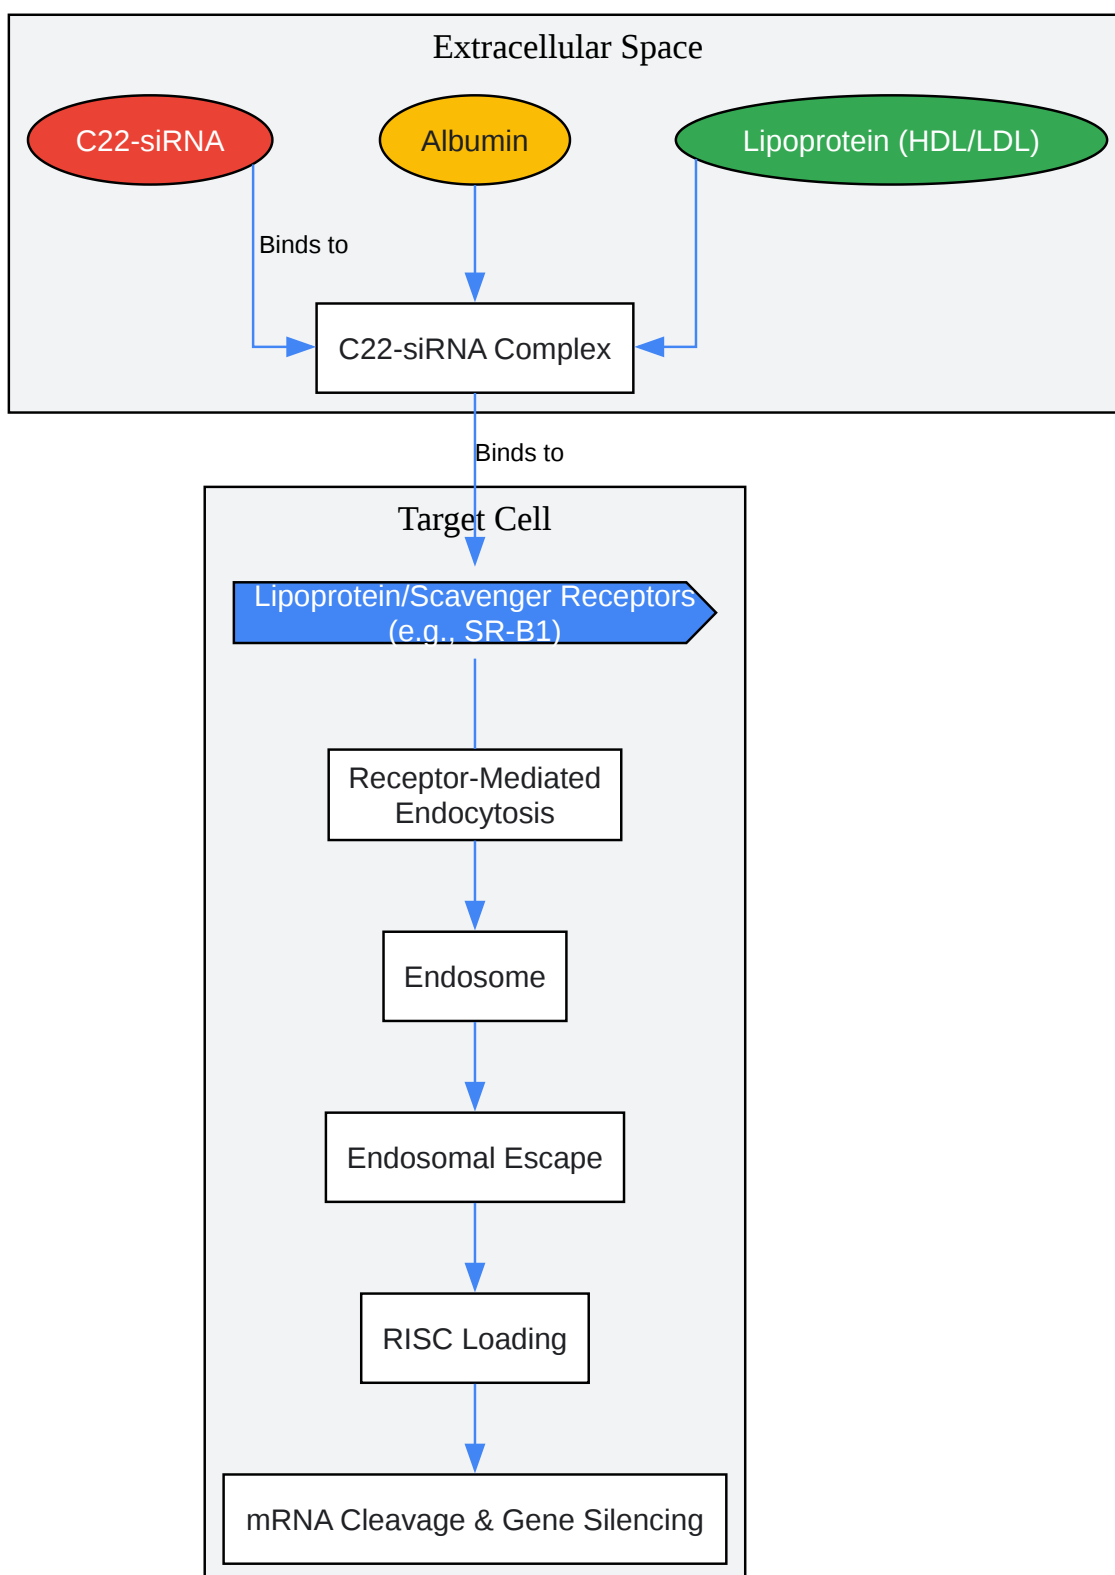 Extracellular Space
C22-siRNA
Albumin
Lipoprotein (HDL/LDL)
Binds to
C22-siRNA Complex
Binds to
Target Cell
Lipoprotein/Scavenger Receptors
(e.g., SR-B1)
Receptor-Mediated
Endocytosis
Endosome
Endosomal Escape
RISC Loading
mRNA Cleavage & Gene Silencing